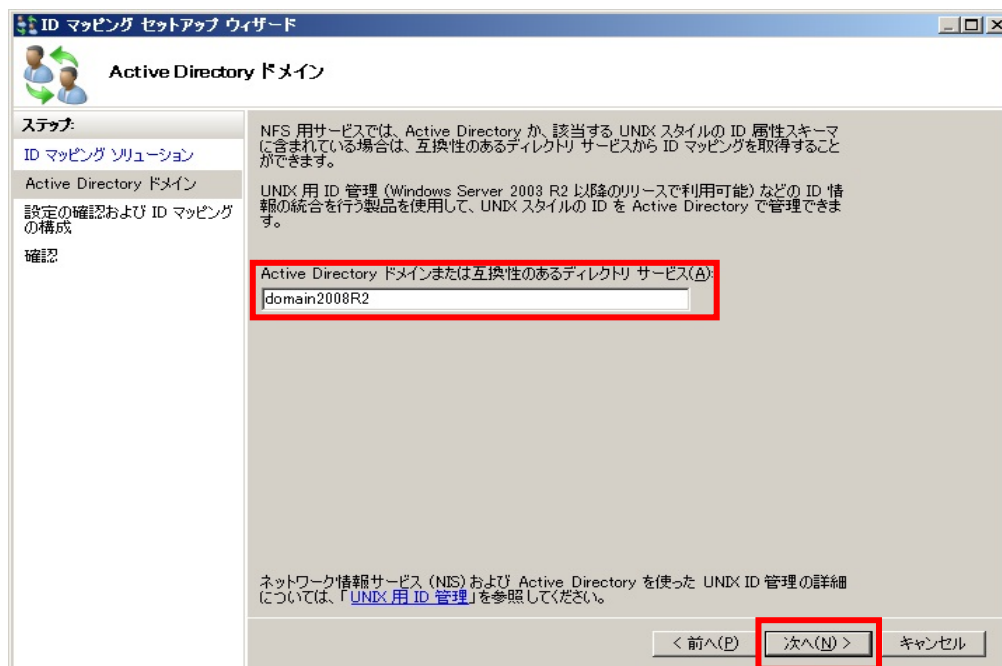 ID マッピング セットアップ ウィザード
Active Directory ドメイン
ステップ:
ID マッピング ソリューション
Active Directory ドメイン
設定の確認および ID マッピング
の構成
確認
NFS 用サービスでは、Active Directory か、該当する UNIX スタイルの ID 属性スキーマ
に含まれている場合は、互換性のあるディレクトリ サービスから ID マッピングを取得すること
ができます。
UNIX 用 ID 管理 (Windows Server 2003 R2 以降のリリースで利用可能) などの ID 情
報の統合を行う製品を使用して、UNIX スタイルの ID を Active Directory で管理できま
す。
Active Directory ドメインまたは互換性のあるディレクトリ サービス(A):
domain2008R2
ネットワーク情報サービス (NIS) および Active Directory を使った UNIX ID 管理の詳細
については、「UNIX 用 ID 管理」を参照してください。
< 前へ(P)
次へ(N) >
キャンセル